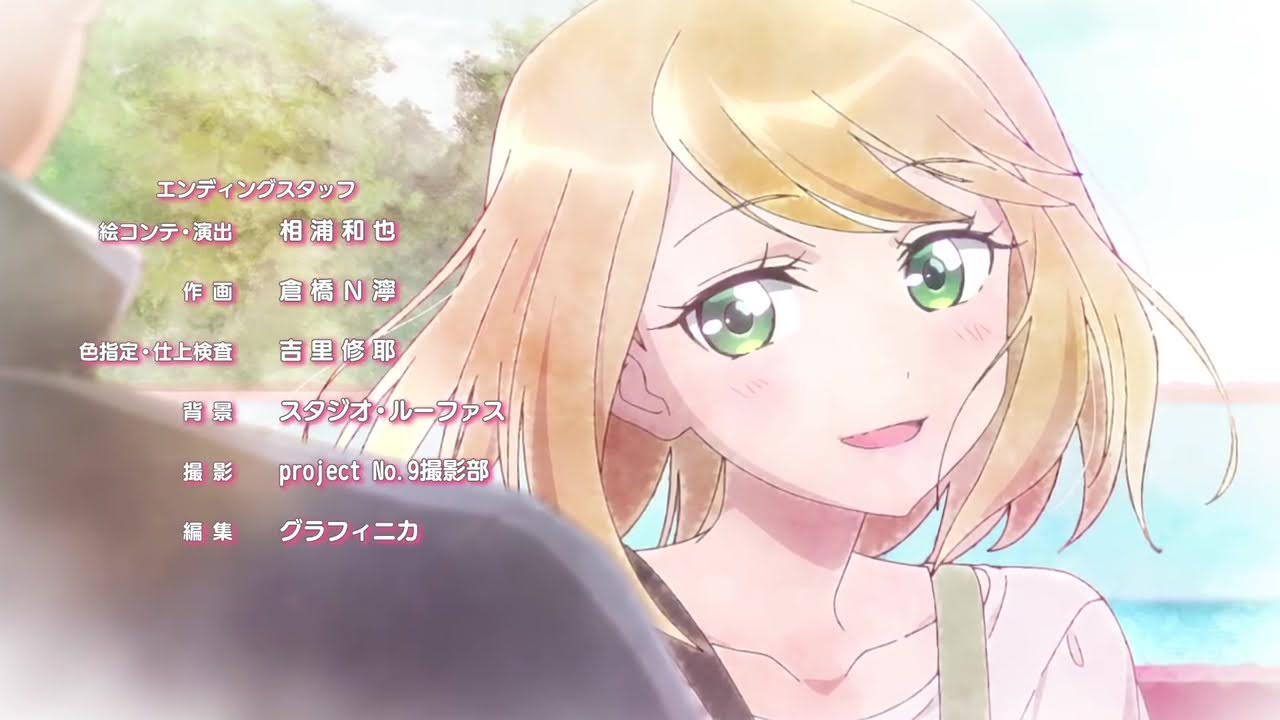 エンディングスタッフ
絵コンテ・演出 相浦和也
作画 倉橋N濘
色指定・仕上検査 吉里修耶
背景 スタジオ・ルーファス
撮影 project No.9撮影部
編集 グラフィニカ